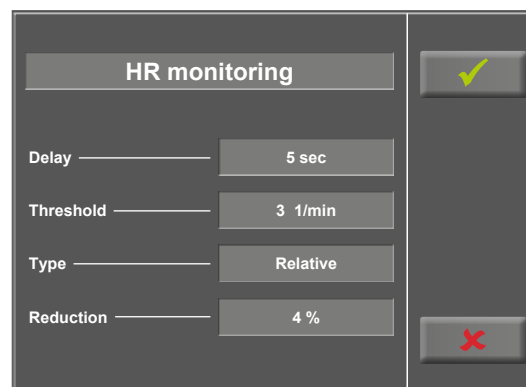 HR monitoring
Delay 5 sec
Threshold 3 1/min
Type Relative
Reduction 4 %